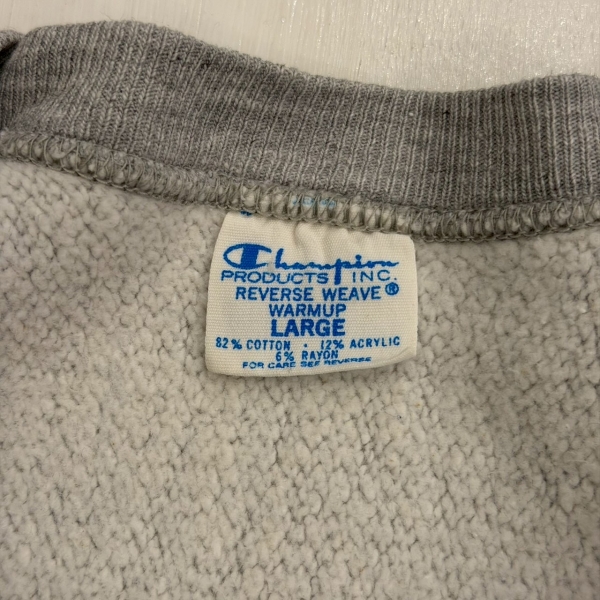 Champion
PRODUCTS INC.
REVERSE WEAVE ®
WARMUP
LARGE
82% COTTON · 12% ACRYLIC
6% RAYON
FOR CARE SEE REVERSE